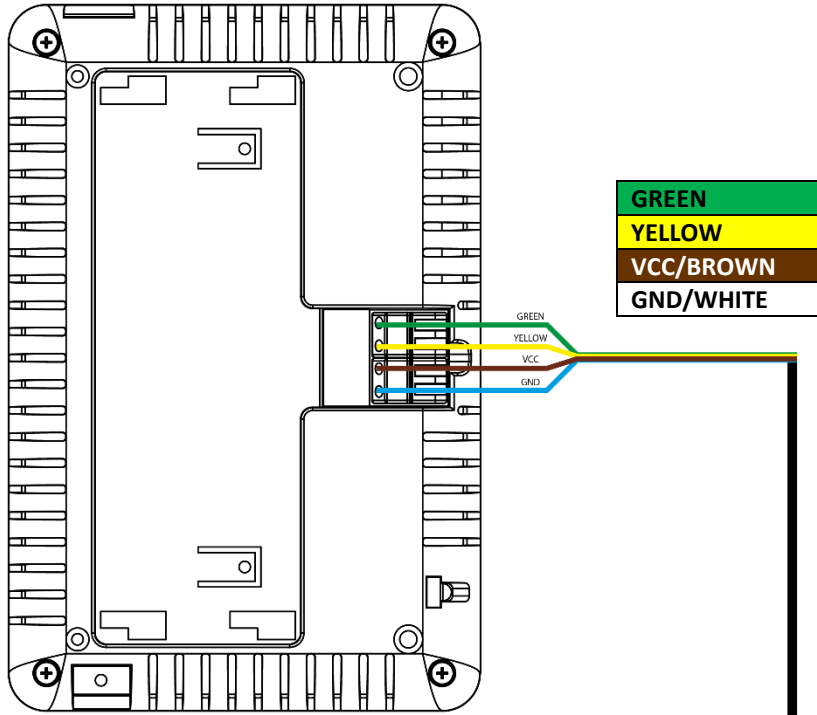 GREEN
YELLOW
VCC/BROWN
GND/WHITE
GREEN
YELLOW
VCC
GND